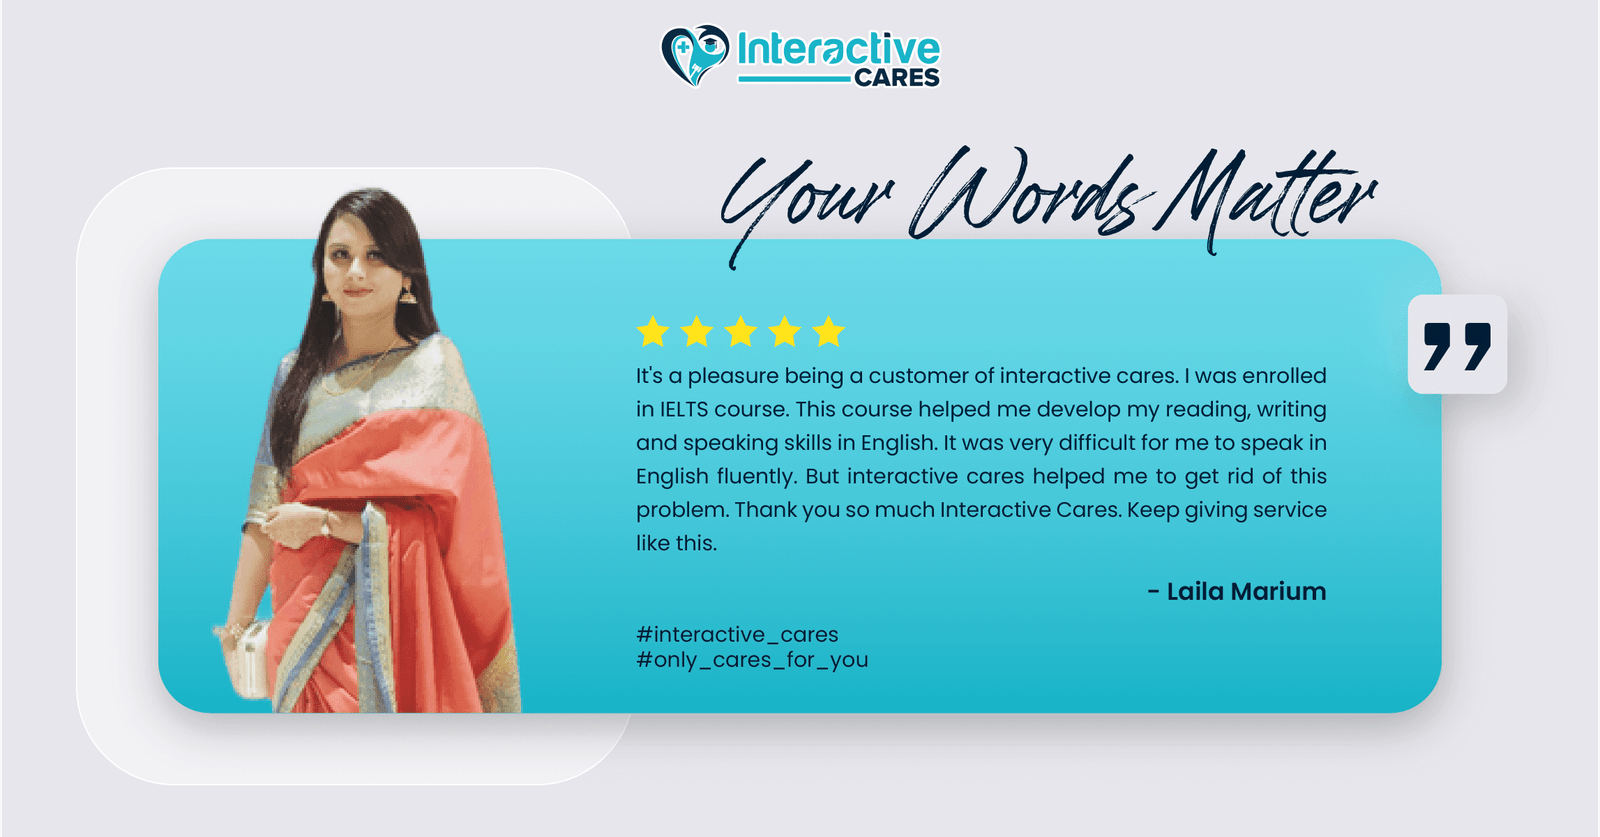 Interactive
CARES
Your Words Matter
It's a pleasure being a customer of interactive cares. I was enrolled
in IELTS course. This course helped me develop my reading, writing
and speaking skills in English. It was very difficult for me to speak in
English fluently. But interactive cares helped me to get rid of this
problem. Thank you so much Interactive Cares. Keep giving service
like this.
- Laila Marium
#interactive_cares
#only_cares_for_you